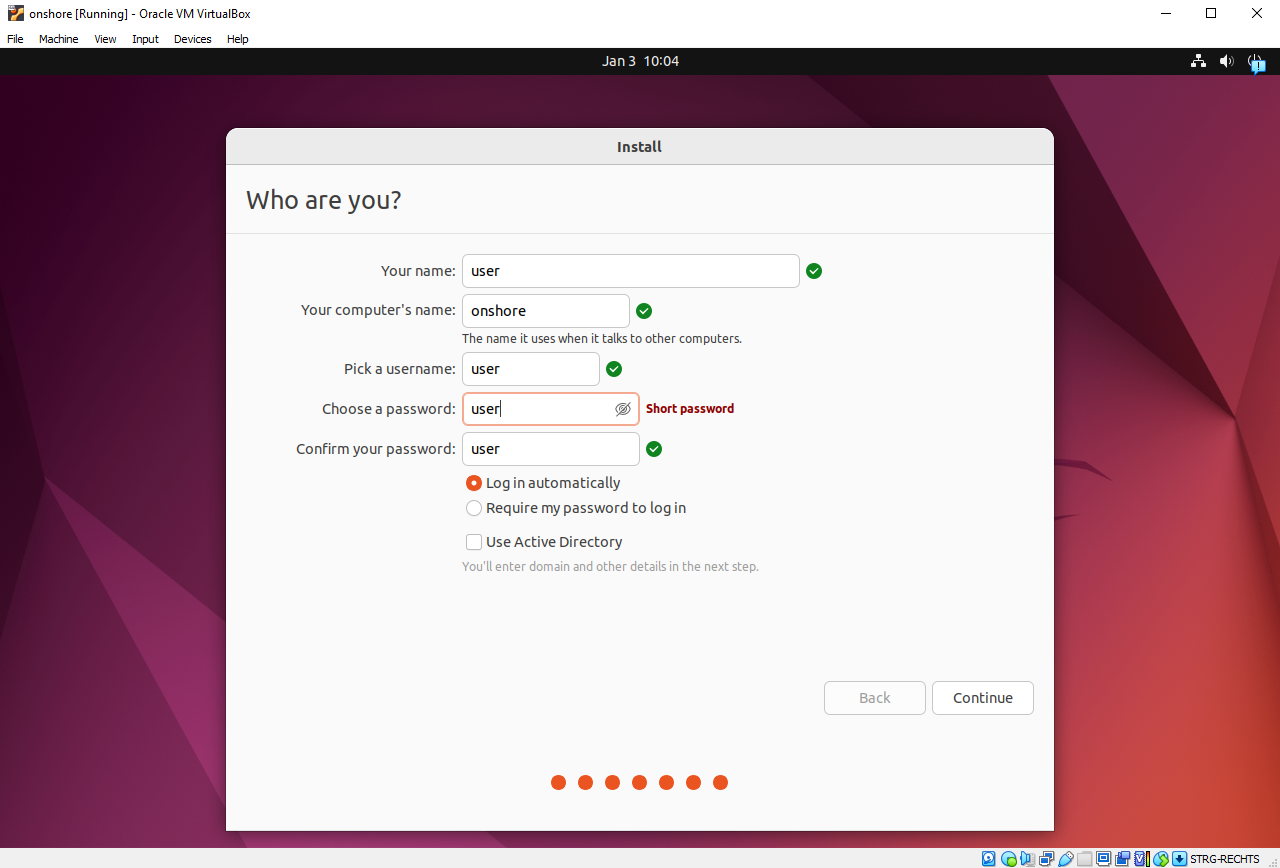 onshore [Running] - Oracle VM VirtualBox
File Machine View Input Devices Help
Jan 3 10:04
Install
Who are you?
Your name: user
Your computer's name: onshore
The name it uses when it talks to other computers.
Pick a username: user
Choose a password: user Short password
Confirm your password: user
Log in automatically
Require my password to log in
Use Active Directory
You'll enter domain and other details in the next step.
Back Continue
STRG-RECHTS